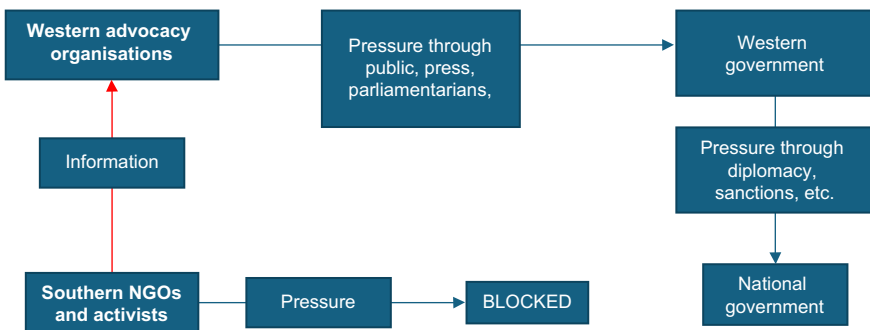 Western advocacy
organisations
Pressure through
public, press,
parliamentarians,
Western
government
Information
Pressure through
diplomacy,
sanctions, etc.
Southern NGOs
and activists
Pressure
BLOCKED
National
government